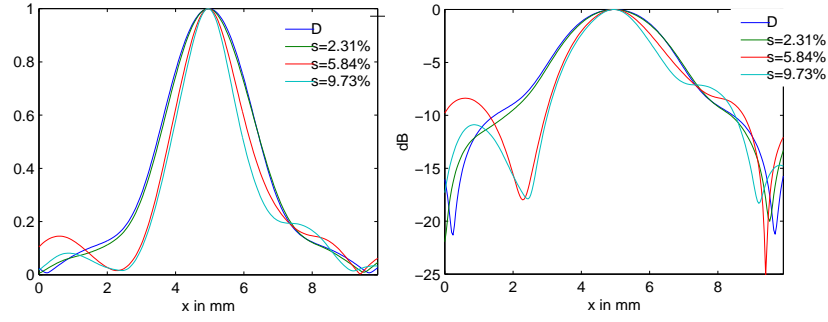 1
0.8
0.6
0.4
0.2
0
0 2 4 6 8
x in mm
D
s=2.31%
s=5.84%
s=9.73%
0
−5
−10
−15
−20
−25
dB
0 2 4 6 8
x in mm
D
s=2.31%
s=5.84%
s=9.73%